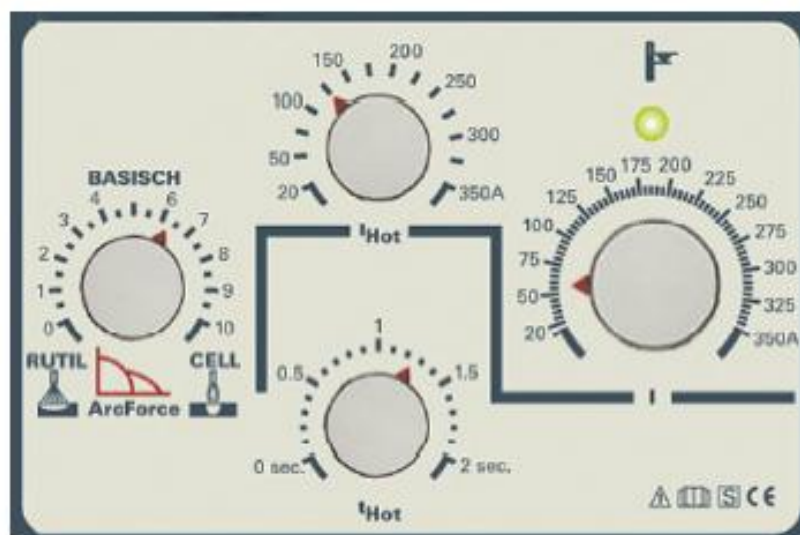 150 200
100 250
50 300
20 350A
IHot
BASISCH
4 6
3 7
2 8
1 9
0 10
RUTIL CELL
ArcForce
175 200
150 225
125 250
100 275
75 300
50 325
20 350A
I
1
0.5 1.5
0 sec. 2 sec.
tHot
S CE